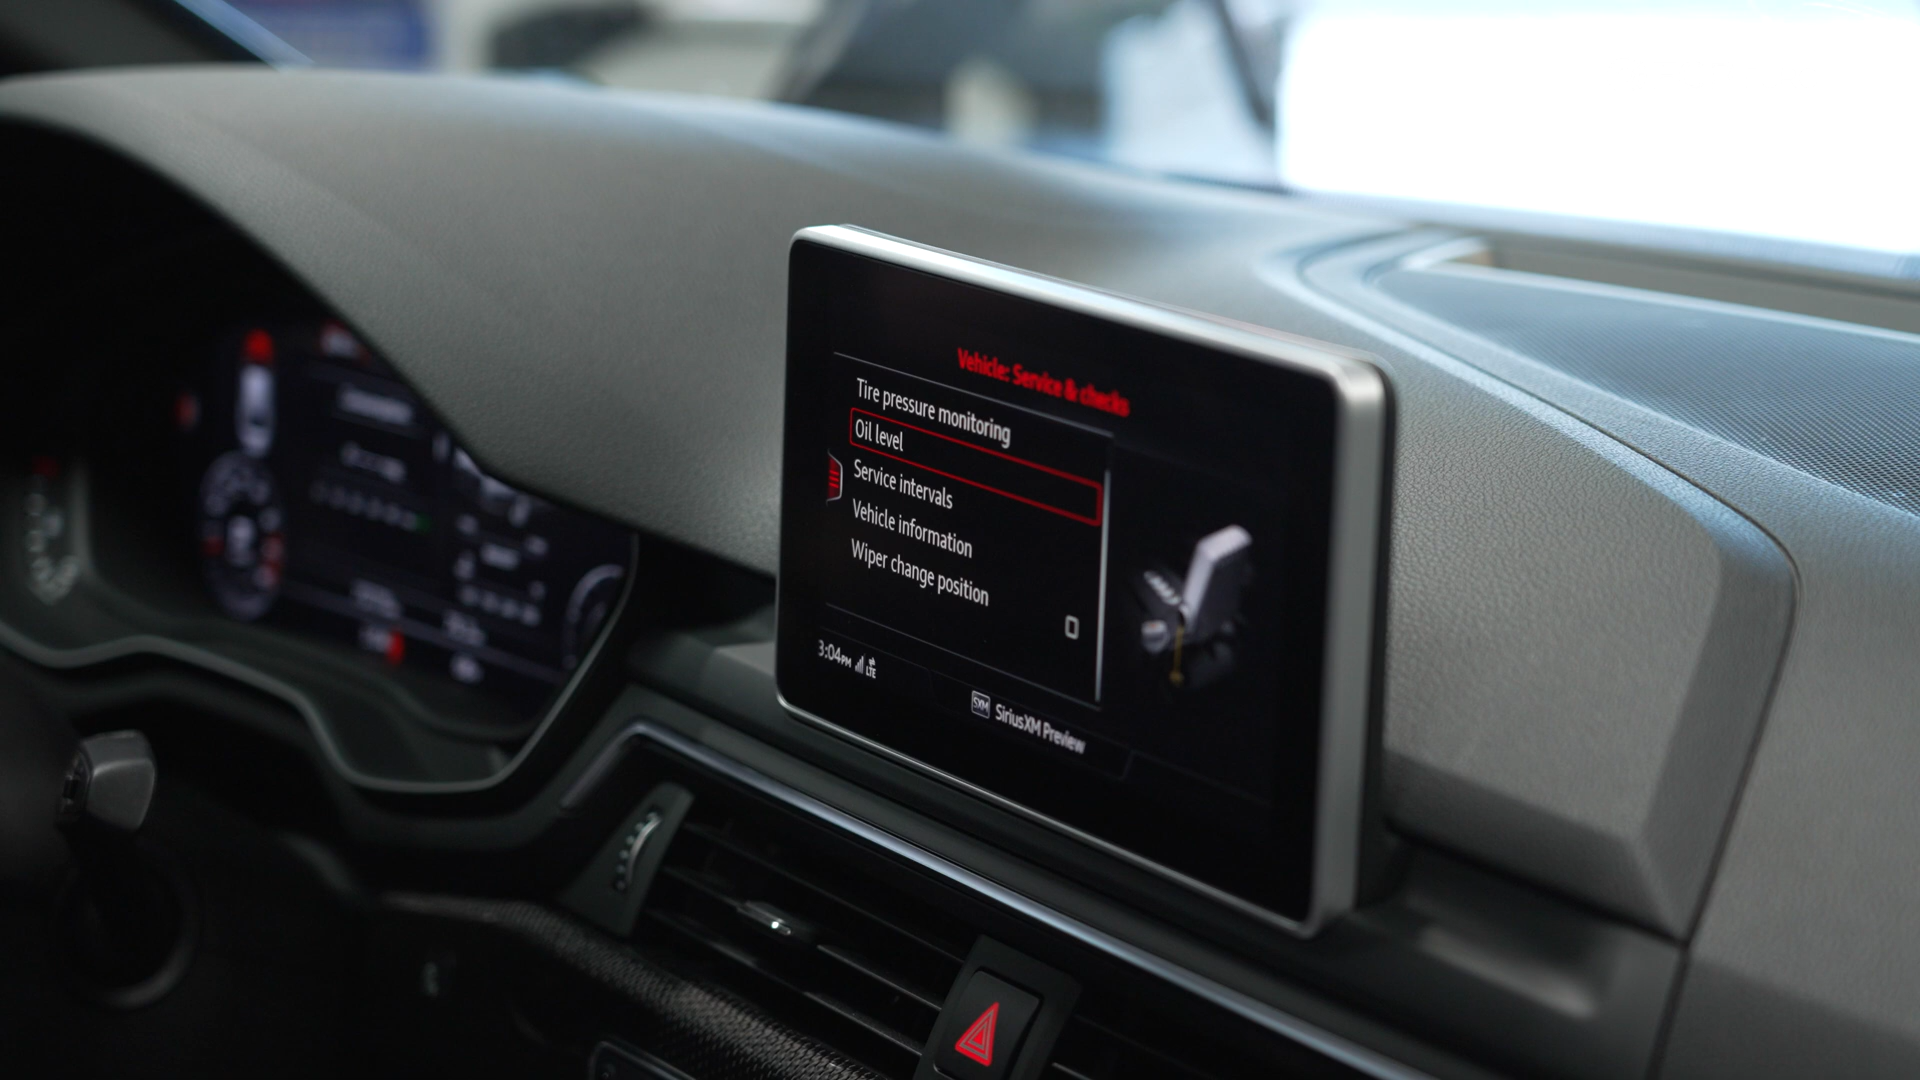 Vehicle: Service & checks
Tire pressure monitoring
Oil level
Service intervals
Vehicle information
Wiper change position
3:04PM LTE
SXM SiriusXM Preview